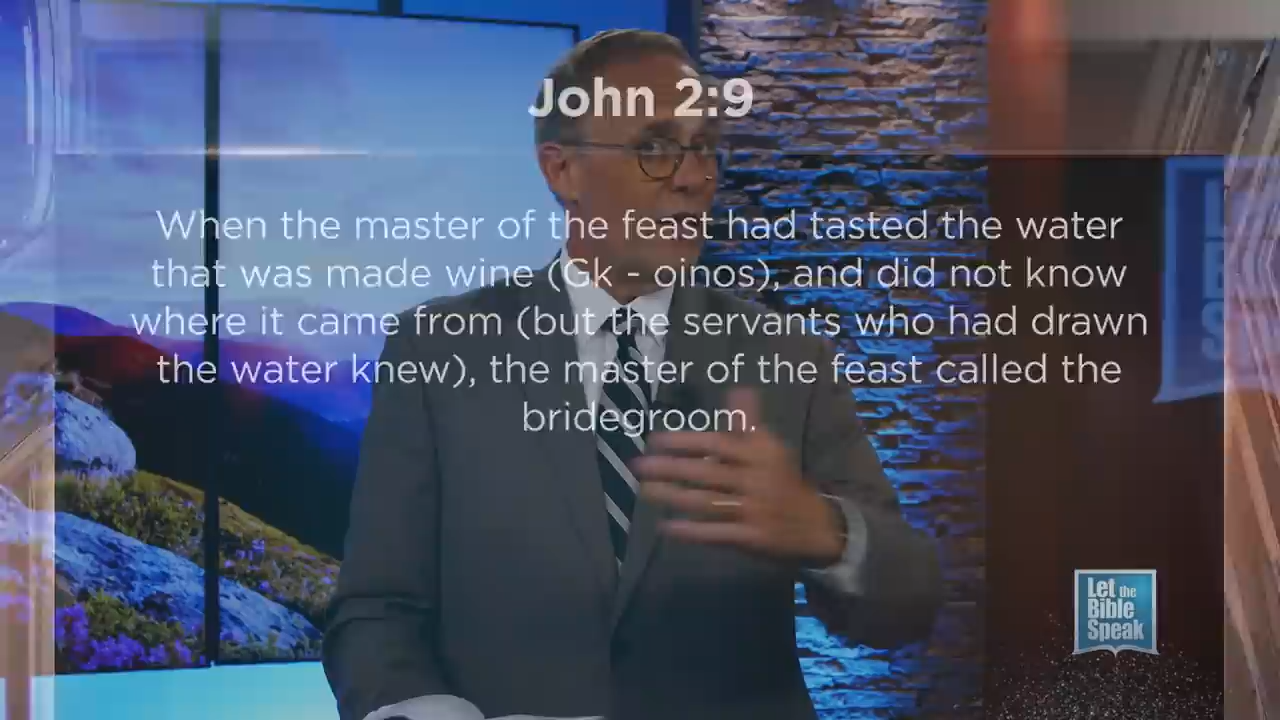 John 2:9
When the master of the feast had tasted the water
that was made wine (Gk - oinos), and did not know
where it came from (but the servants who had drawn
the water knew), the master of the feast called the
bridegroom.
Let the
Bible
Speak